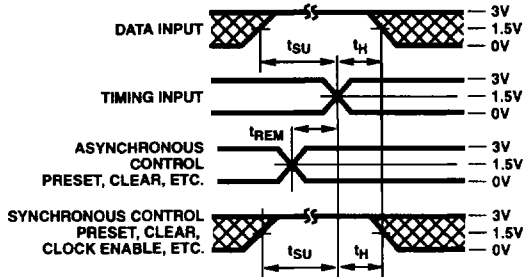 DATA INPUT
tSU
tH
3V
1.5V
0V
TIMING INPUT
3V
1.5V
0V
tREM
ASYNCHRONOUS
CONTROL
PRESET, CLEAR, ETC.
3V
1.5V
0V
SYNCHRONOUS CONTROL
PRESET, CLEAR,
CLOCK ENABLE, ETC.
tSU
tH
3V
1.5V
0V